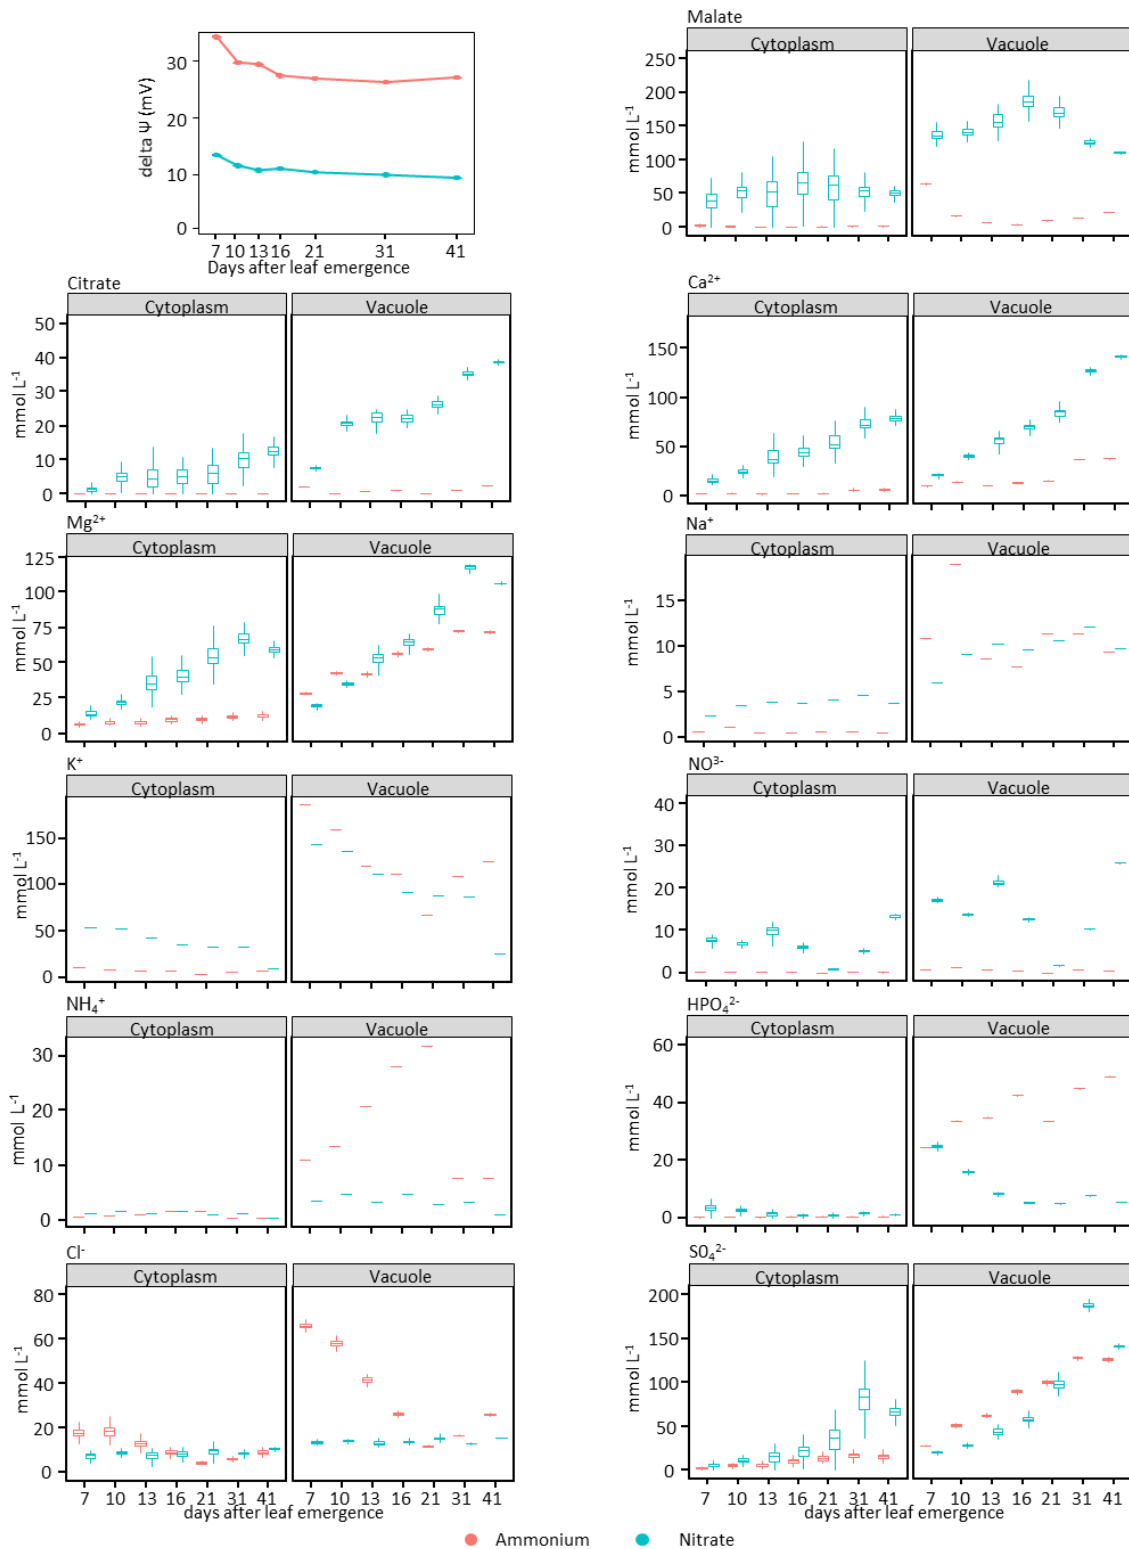 delta Ψ (mV)
30
20
10
0
7 10 13 16 21 31 41
Days after leaf emergence
Malate
Cytoplasm Vacuole
mmol L-1
250
200
150
100
50
0
Citrate
Cytoplasm Vacuole
mmol L-1
50
40
30
20
10
0
Ca2+
Cytoplasm Vacuole
mmol L-1
150
100
50
0
Mg2+
Cytoplasm Vacuole
mmol L-1
125
100
75
50
25
0
Na+
Cytoplasm Vacuole
mmol L-1
15
10
5
0
K+
Cytoplasm Vacuole
mmol L-1
150
100
50
0
NO3-
Cytoplasm Vacuole
mmol L-1
40
30
20
10
0
NH4+
Cytoplasm Vacuole
mmol L-1
30
20
10
0
HPO42-
Cytoplasm Vacuole
mmol L-1
60
40
20
0
Cl-
Cytoplasm Vacuole
mmol L-1
80
60
40
20
0
7 10 13 16 21 31 41 7 10 13 16 21 31 41
days after leaf emergence
SO42-
Cytoplasm Vacuole
mmol L-1
200
150
100
50
0
7 10 13 16 21 31 41 7 10 13 16 21 31 41
days after leaf emergence
Ammonium Nitrate